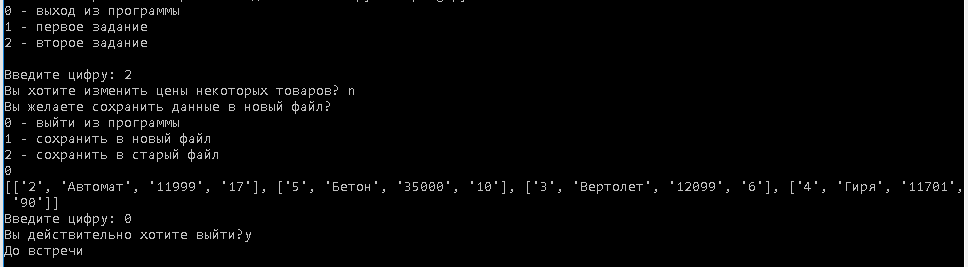 0 - выход из программы
1 - первое задание
2 - второе задание
Введите цифру: 2
Вы хотите изменить цены некоторых товаров? n
Вы желаете сохранить данные в новый файл?
0 - выйти из программы
1 - сохранить в новый файл
2 - сохранить в старый файл
0
[['2', 'Автомат', '11999', '17'], ['5', 'Бетон', '35000', '10'], ['3', 'Вертолет', '12099', '6'], ['4', 'Гиря', '11701',
 '90']]
Введите цифру: 0
Вы действительно хотите выйти?y
До встречи